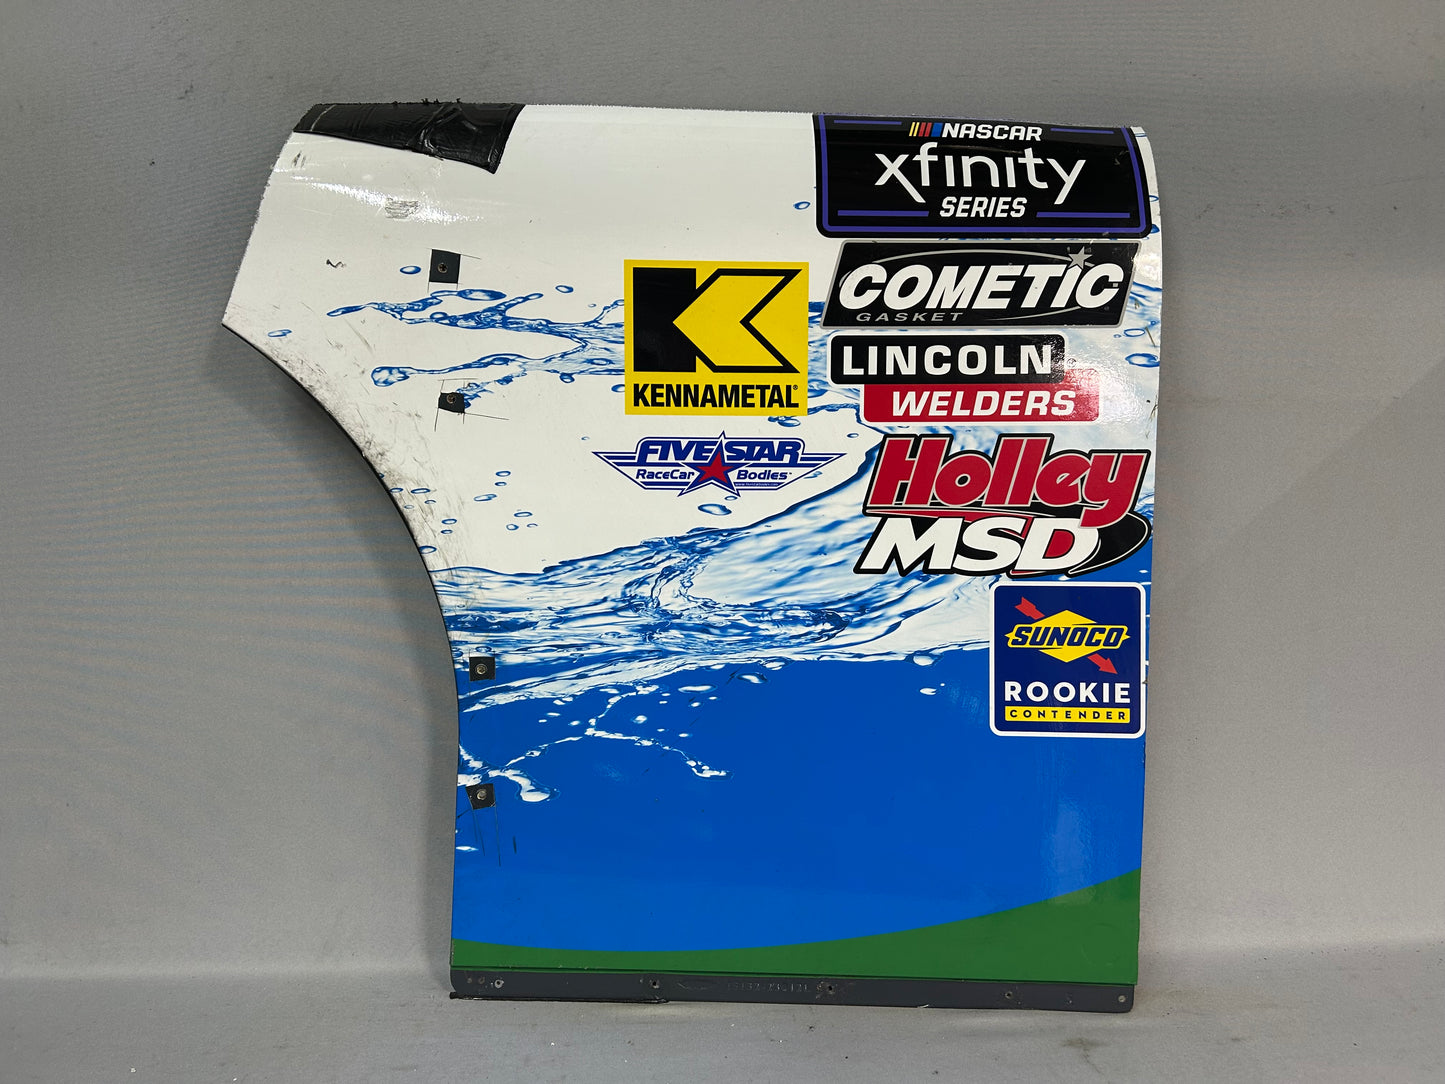 NASCAR
xfinity
SERIES
COMETIC
GASKET
LINCOLN
WELDERS
KENNAMETAL®
FIVE STAR
RaceCar Bodies
Holley
MSD
SUNOCO
ROOKIE
CONTENDER